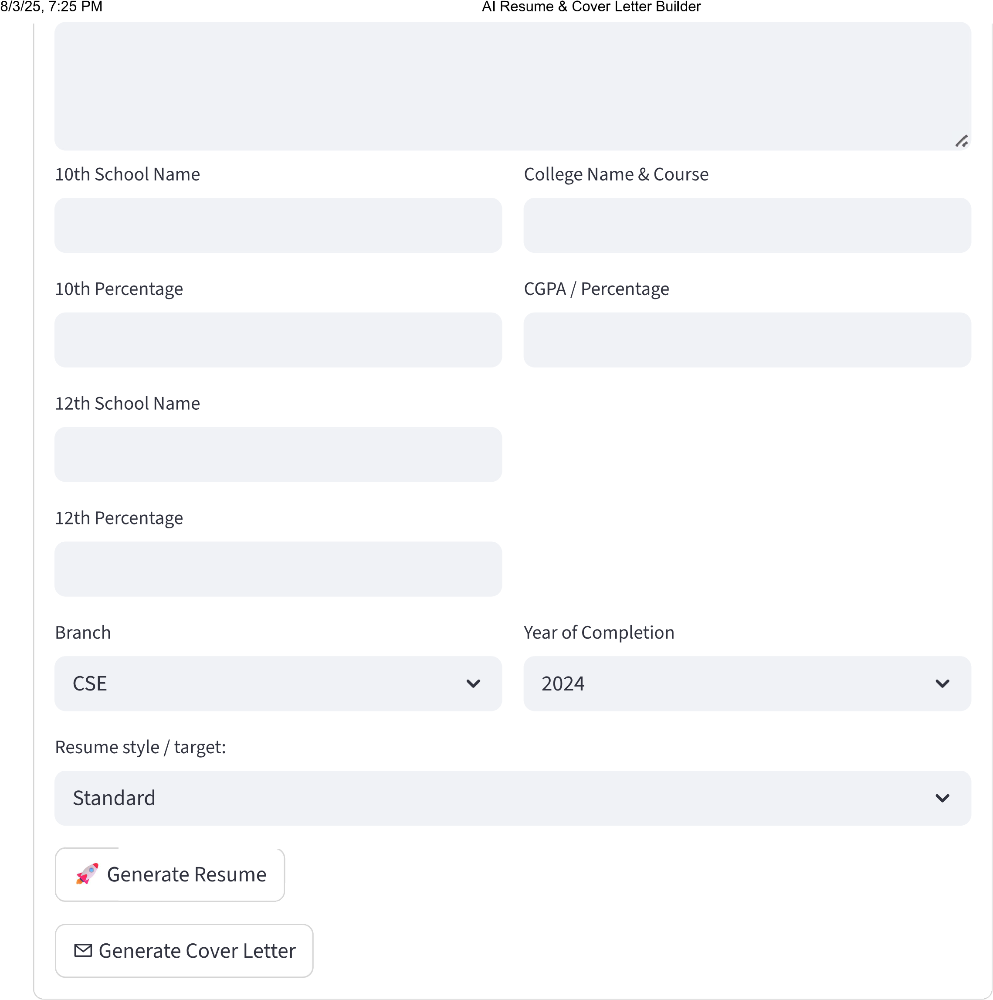 8/3/25, 7:25 PM AI Resume & Cover Letter Builder
10th School Name College Name & Course
10th Percentage CGPA / Percentage
12th School Name
12th Percentage
Branch Year of Completion
CSE 2024
Resume style / target:
Standard
🚀 Generate Resume
✉ Generate Cover Letter